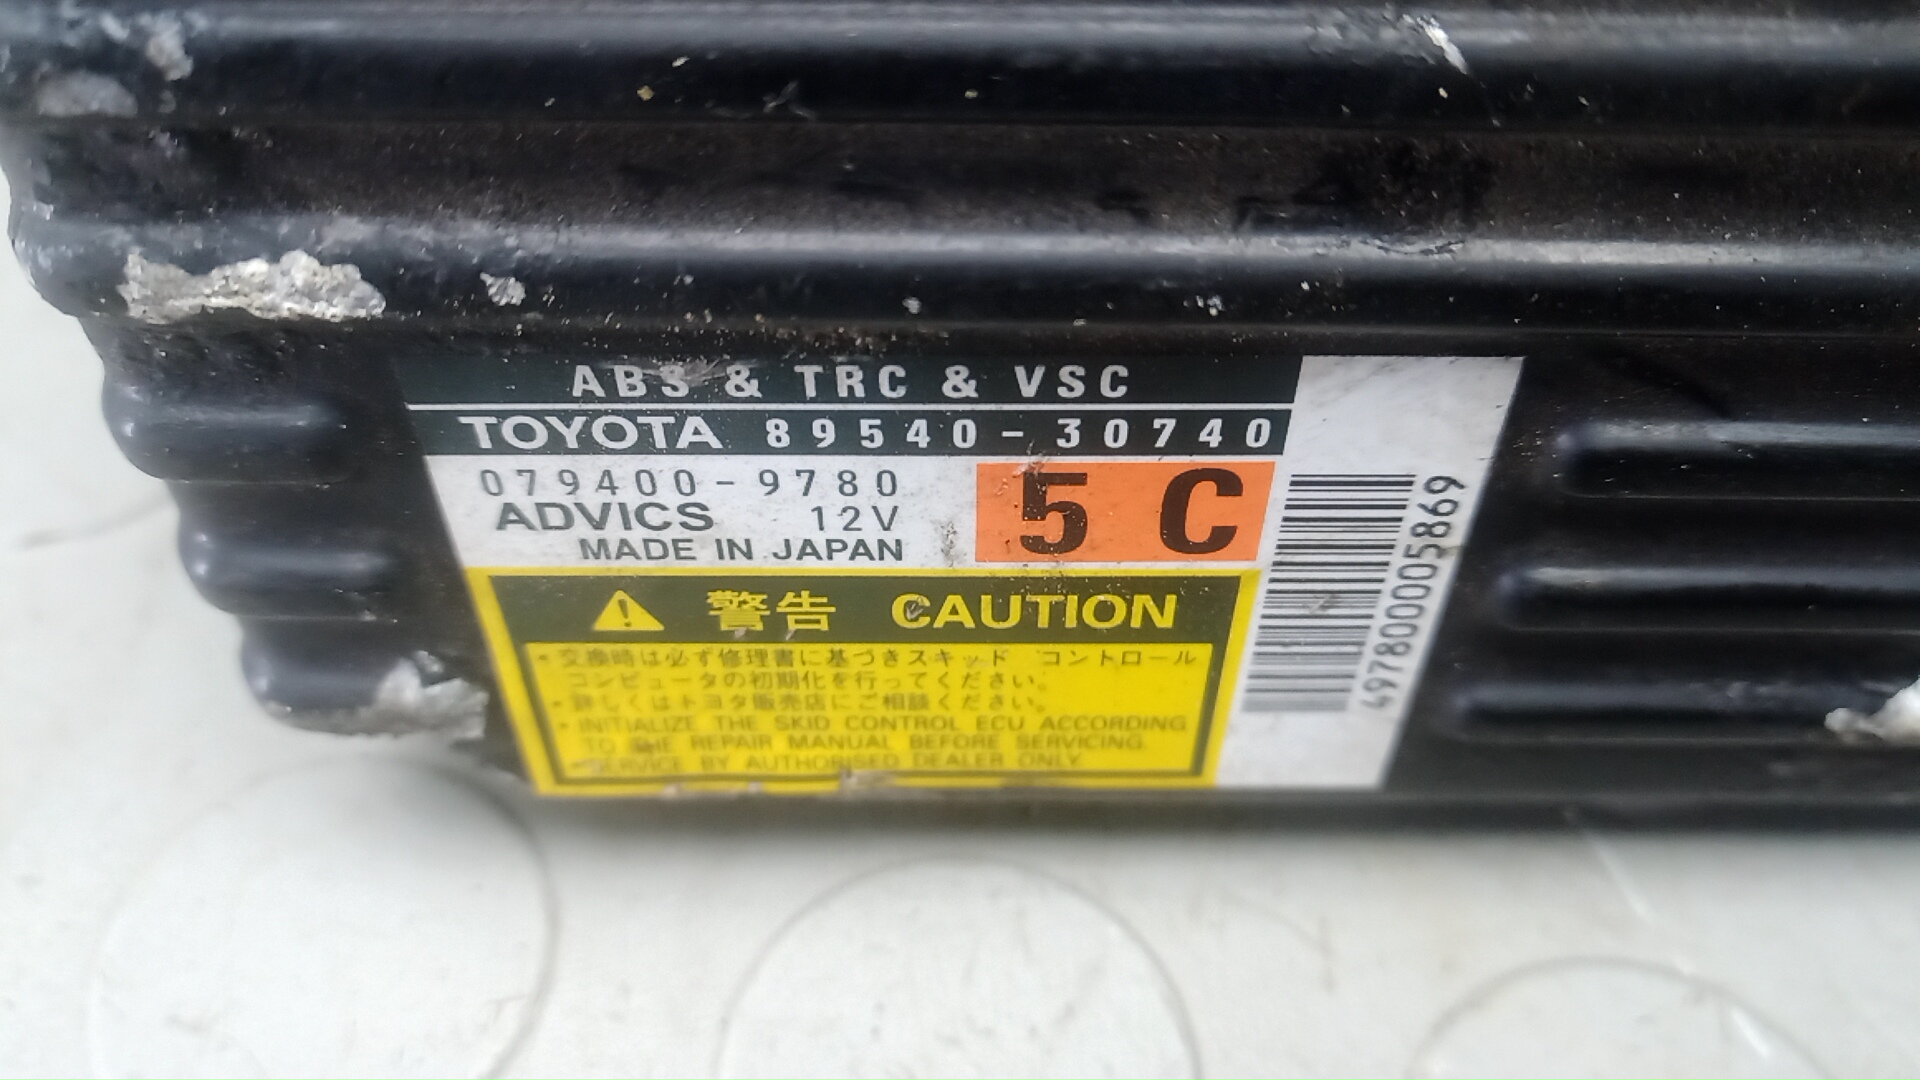 ABS & TRC & VSC
TOYOTA 89540-30740
079400-9780
ADVICS 12V
MADE IN JAPAN
5 C
警告 CAUTION
・交換時は必ず修理書に基づきスキッド コントロール
コンピュータの初期化を行ってください。
・詳しくはトヨタ販売店にご相談ください。
・INITIALIZE THE SKID CONTROL ECU ACCORDING
TO THE REPAIR MANUAL BEFORE SERVICING.
・SERVICE BY AUTHORISED DEALER ONLY.
497800005869